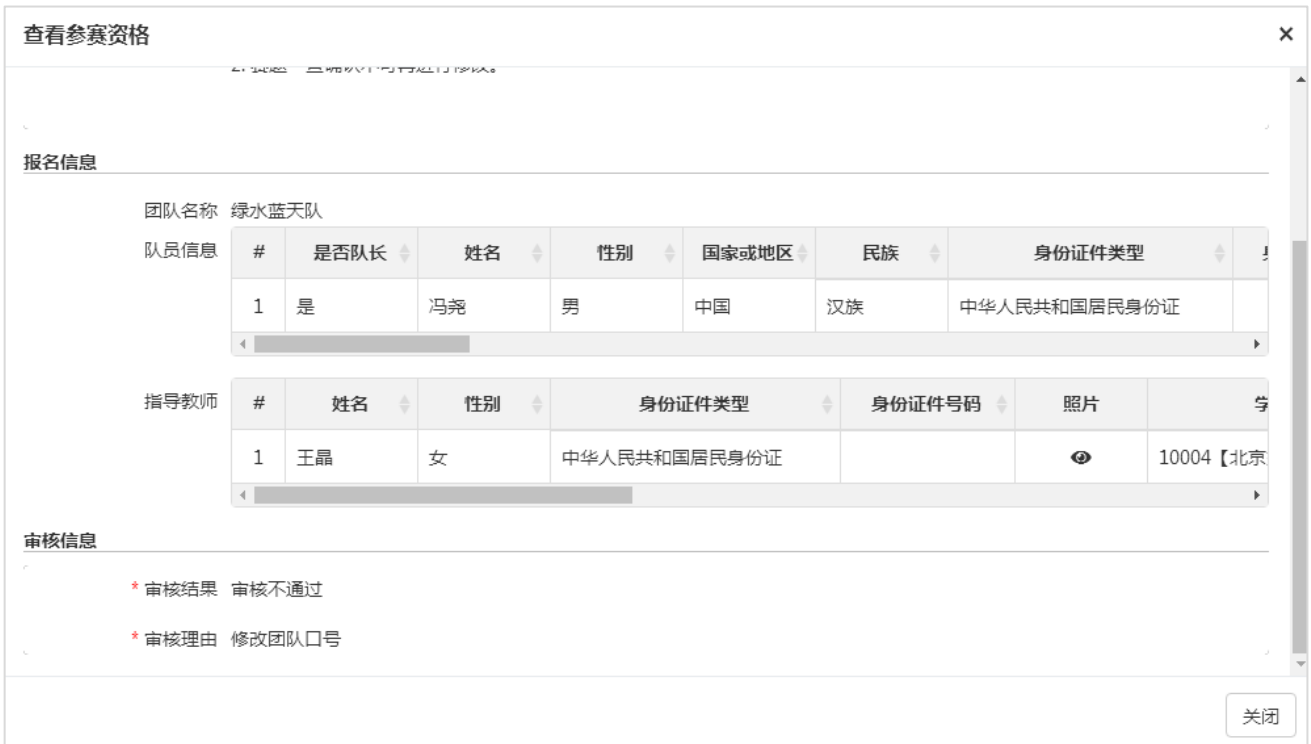 查看参赛资格 ×
报名信息
团队名称 绿水蓝天队
队员信息
# 是否队长 姓名 性别 国家或地区 民族 身份证件类型
1 是 冯尧 男 中国 汉族 中华人民共和国居民身份证
指导教师
# 姓名 性别 身份证件类型 身份证件号码 照片 学
1 王晶 女 中华人民共和国居民身份证 10004【北京
审核信息
* 审核结果 审核不通过
* 审核理由 修改团队口号
关闭